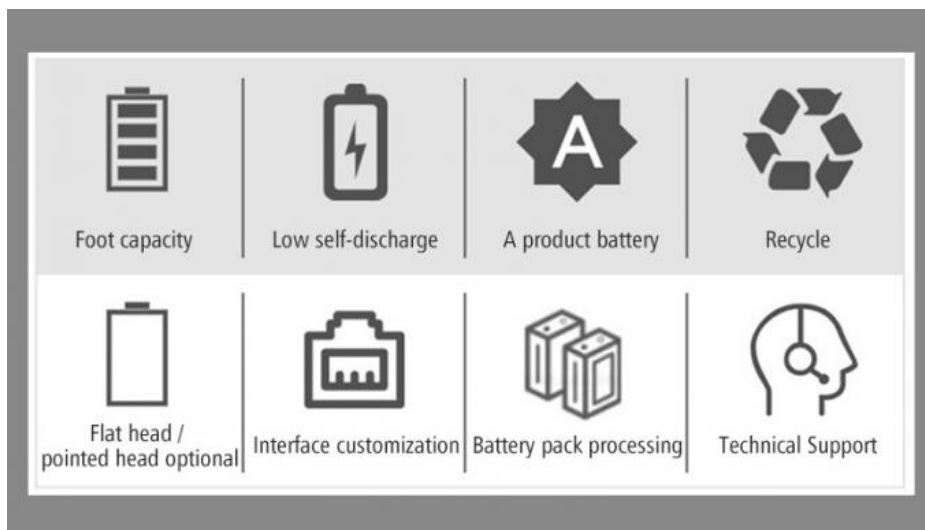 A
Foot capacity
Low self-discharge
A product battery
Recycle
Flat head /
pointed head optional
Interface customization
Battery pack processing
Technical Support